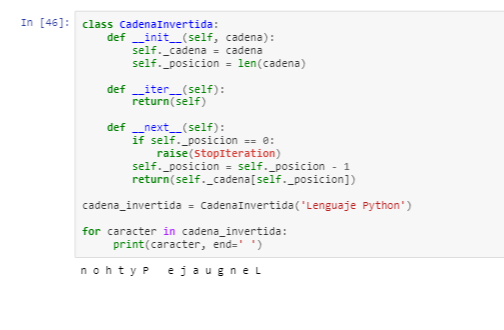 In [46]: class CadenaInvertida:
    def __init__(self, cadena):
        self._cadena = cadena
        self._posicion = len(cadena)

    def __iter__(self):
        return(self)

    def __next__(self):
        if self._posicion == 0:
            raise(StopIteration)
        self._posicion = self._posicion - 1
        return(self._cadena[self._posicion])

cadena_invertida = CadenaInvertida('Lenguaje Python')

for caracter in cadena_invertida:
     print(caracter, end=' ')

n o h t y P   e j a u g n e L